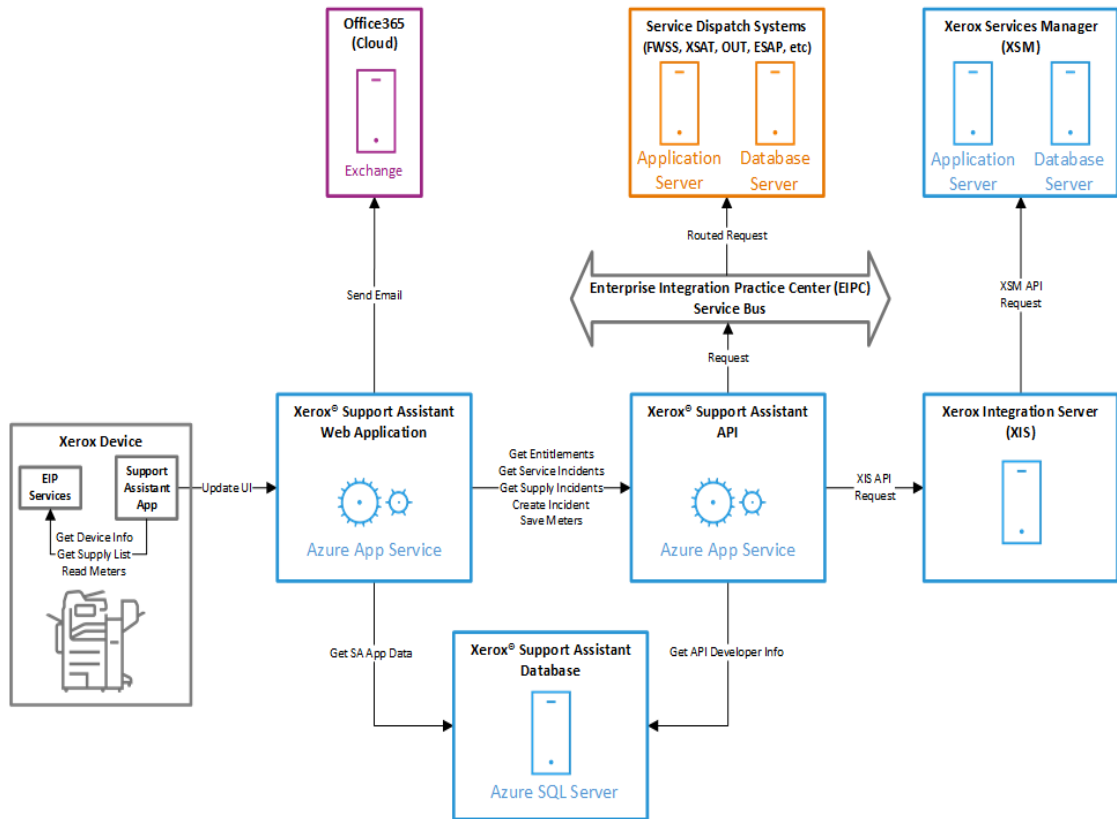 Office365
(Cloud)
Exchange
Service Dispatch Systems
(FWSS, XSAT, OUT, ESAP, etc)
Application
Server
Database
Server
Xerox Services Manager
(XSM)
Application
Server
Database
Server
Routed Request
Send Email
Enterprise Integration Practice Center (EIPC)
Service Bus
XSM API
Request
Request
Xerox Device
EIP
Services
Support
Assistant
App
Get Device Info
Get Supply List
Read Meters
Update UI
Xerox® Support Assistant
Web Application
Azure App Service
Get Entitlements
Get Service Incidents
Get Supply Incidents
Create Incident
Save Meters
Xerox® Support Assistant
API
Azure App Service
XIS API
Request
Xerox Integration Server
(XIS)
Get SA App Data
Xerox® Support Assistant
Database
Azure SQL Server
Get API Developer Info